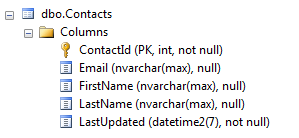 dbo.Contacts
Columns
ContactId (PK, int, not null)
Email (nvarchar(max), null)
FirstName (nvarchar(max), null)
LastName (nvarchar(max), null)
LastUpdated (datetime2(7), not null)